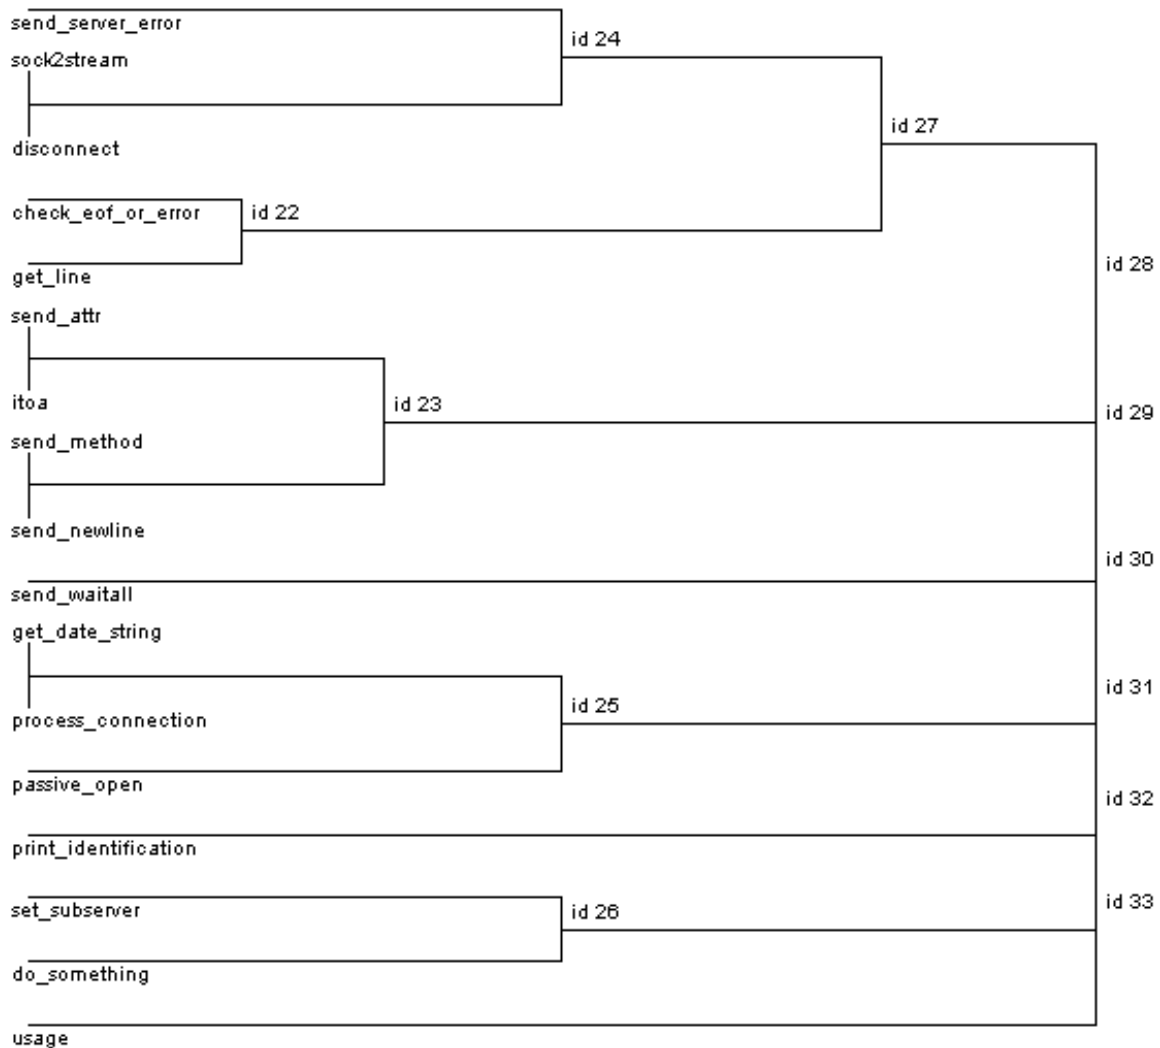 send_server_error
id 24
sock2stream
id 27
disconnect
check_eof_or_error
id 22
id 28
get_line
send_attr
itoa
id 23
id 29
send_method
send_newline
id 30
send_waitall
get_date_string
id 31
id 25
process_connection
passive_open
id 32
print_identification
id 33
set_subserver
id 26
do_something
usage